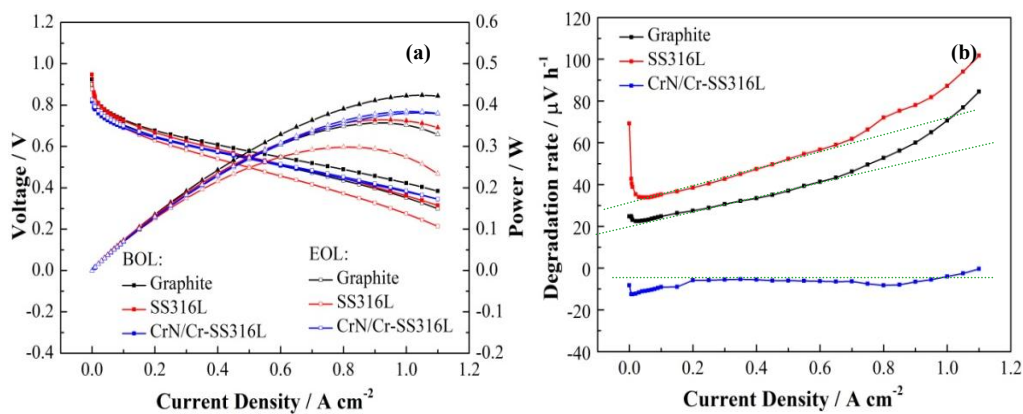 (a)
Voltage / V
1.2
1.0
0.8
0.6
0.4
0.2
0.0
-0.2
-0.4
BOL:
Graphite
SS316L
CrN/Cr-SS316L
EOL:
Graphite
SS316L
CrN/Cr-SS316L
0.6
0.5
0.4
0.3
0.2
0.1
0.0
-0.1
-0.2
Power / W
0.0 0.2 0.4 0.6 0.8 1.0 1.2
Current Density / A cm-2
(b)
Degradation rate / μV h-1
120
100
80
60
40
20
0
-20
-40
Graphite
SS316L
CrN/Cr-SS316L
0.0 0.2 0.4 0.6 0.8 1.0 1.2
Current Density / A cm-2